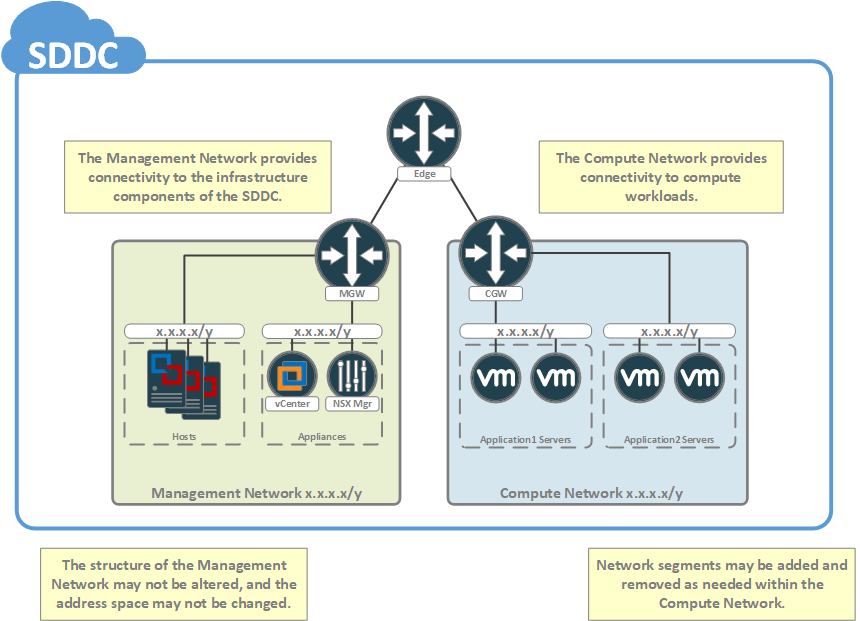 SDDC
The Management Network provides
connectivity to the infrastructure
components of the SDDC.
Edge
The Compute Network provides
connectivity to compute
workloads.
MGW
CGW
x.x.x.x/y
x.x.x.x/y
x.x.x.x/y
x.x.x.x/y
vCenter
NSX Mgr
vm
vm
vm
vm
Hosts
Appliances
Application1 Servers
Application2 Servers
Management Network x.x.x.x/y
Compute Network x.x.x.x/y
The structure of the Management
Network may not be altered, and the
address space may not be changed.
Network segments may be added and
removed as needed within the
Compute Network.